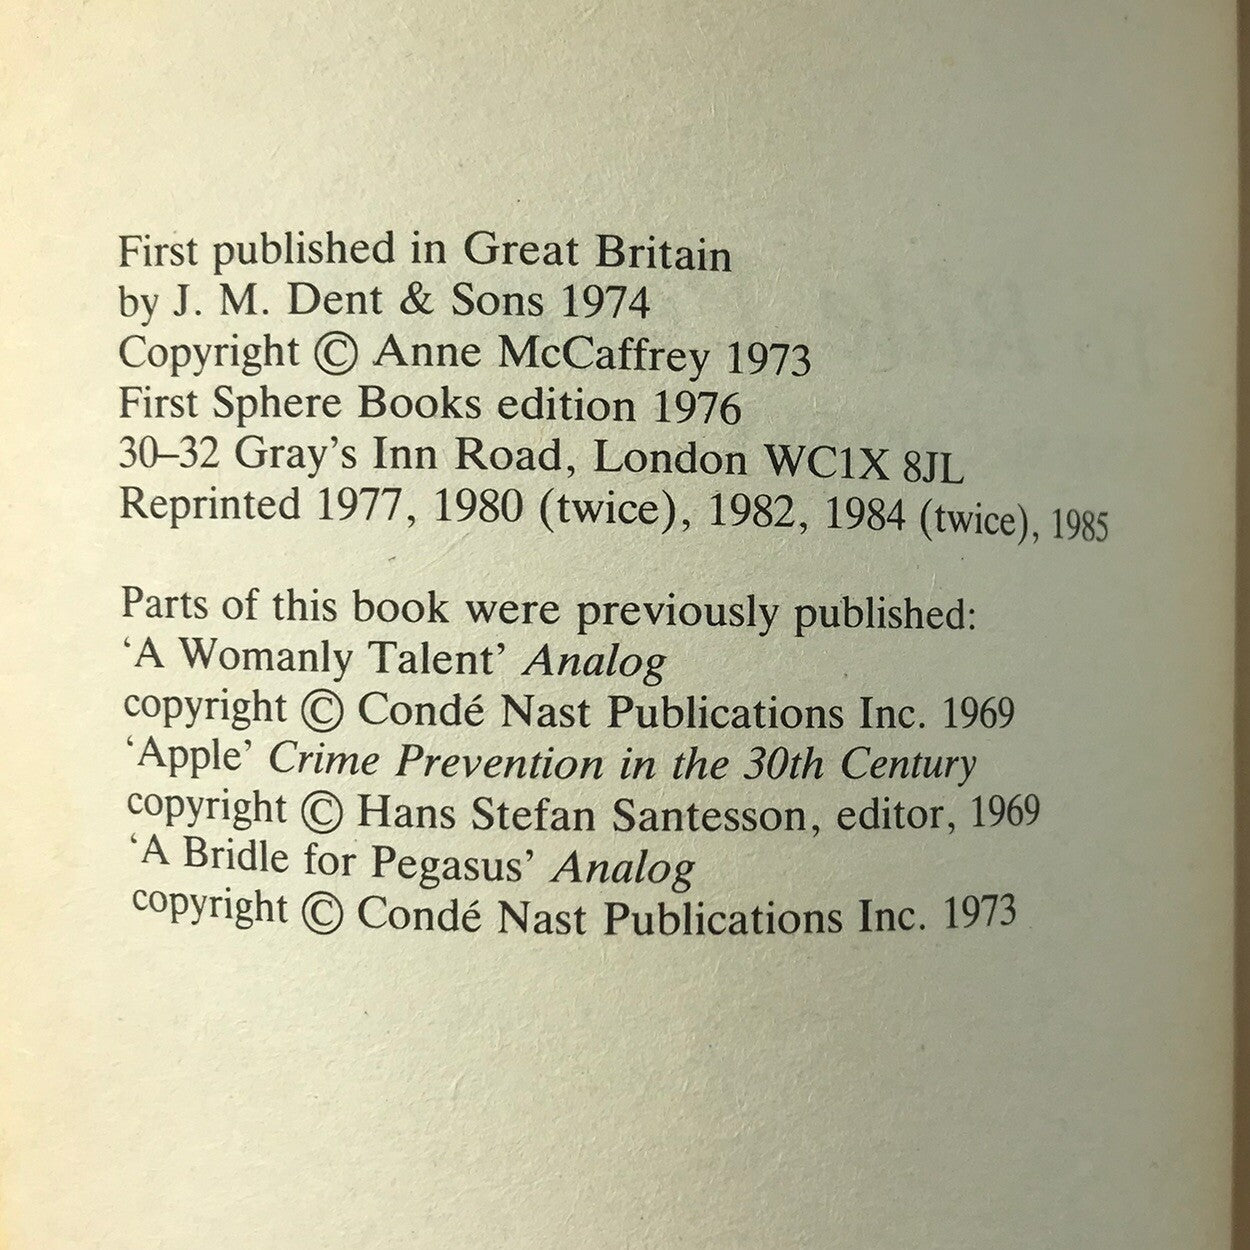 First published in Great Britain
by J. M. Dent & Sons 1974
Copyright © Anne McCaffrey 1973
First Sphere Books edition 1976
30–32 Gray’s Inn Road, London WC1X 8JL
Reprinted 1977, 1980 (twice), 1982, 1984 (twice), 1985
Parts of this book were previously published:
‘A Womanly Talent’ Analog
copyright © Condé Nast Publications Inc. 1969
‘Apple’ Crime Prevention in the 30th Century
copyright © Hans Stefan Santesson, editor, 1969
‘A Bridle for Pegasus’ Analog
copyright © Condé Nast Publications Inc. 1973